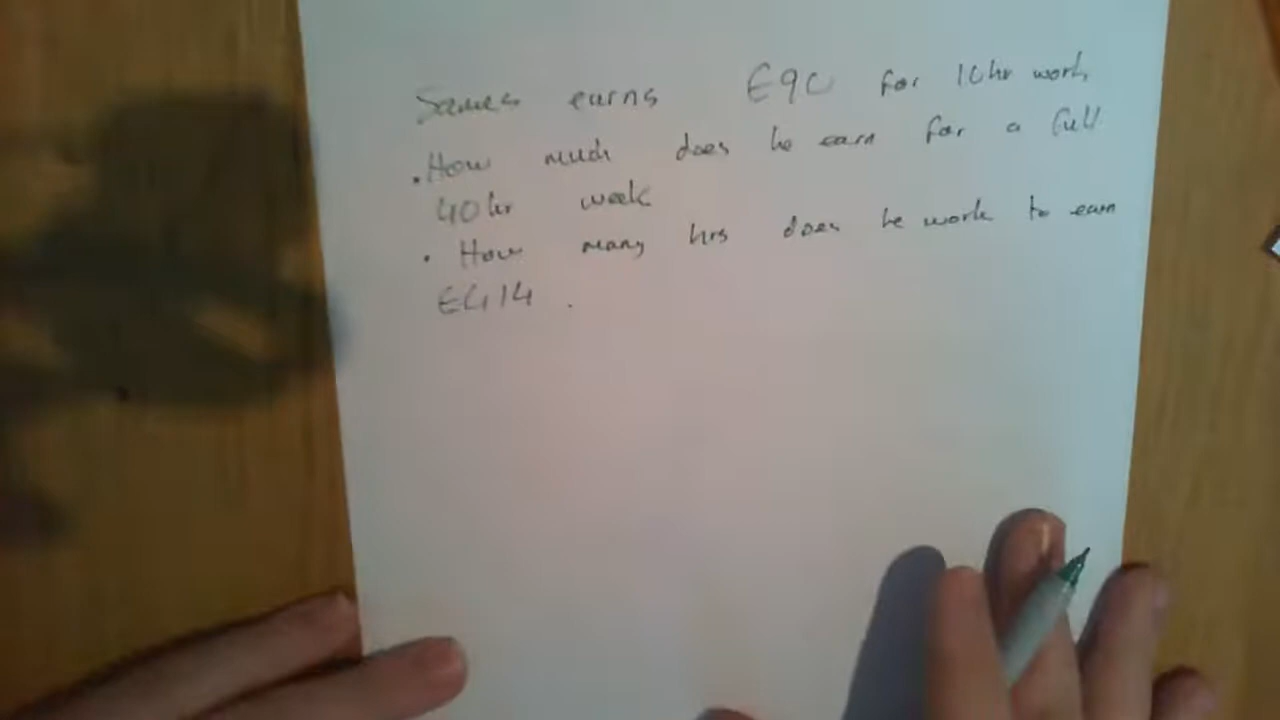 James earns €90 for 10hr work
• How much does he earn for a full
40hr week
• How many hrs does he work to earn
€414.